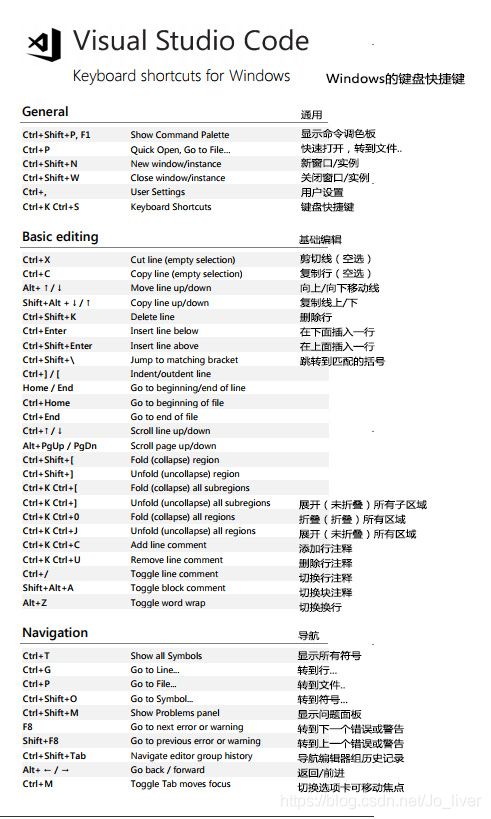 Visual Studio Code
Keyboard shortcuts for Windows Windows的键盘快捷键
General 通用
Ctrl+Shift+P, F1 Show Command Palette 显示命令调色板
Ctrl+P Quick Open, Go to File... 快速打开，转到文件..
Ctrl+Shift+N New window/instance 新窗口/实例
Ctrl+Shift+W Close window/instance 关闭窗口/实例
Ctrl+, User Settings 用户设置
Ctrl+K Ctrl+S Keyboard Shortcuts 键盘快捷键
Basic editing 基础编辑
Ctrl+X Cut line (empty selection) 剪切线（空选）
Ctrl+C Copy line (empty selection) 复制行（空选）
Alt+ ↑ / ↓ Move line up/down 向上/向下移动线
Shift+Alt + ↓ / ↑ Copy line up/down 复制线上/下
Ctrl+Shift+K Delete line 删除行
Ctrl+Enter Insert line below 在下面插入一行
Ctrl+Shift+Enter Insert line above 在上面插入一行
Ctrl+Shift+\ Jump to matching bracket 跳转到匹配的括号
Ctrl+] / [ Indent/outdent line
Home / End Go to beginning/end of line
Ctrl+Home Go to beginning of file
Ctrl+End Go to end of file
Ctrl+↑ / ↓ Scroll line up/down
Alt+PgUp / PgDn Scroll page up/down
Ctrl+Shift+[ Fold (collapse) region
Ctrl+Shift+] Unfold (uncollapse) region
Ctrl+K Ctrl+[ Fold (collapse) all subregions
Ctrl+K Ctrl+] Unfold (uncollapse) all subregions 展开（未折叠）所有子区域
Ctrl+K Ctrl+0 Fold (collapse) all regions 折叠（折叠）所有区域
Ctrl+K Ctrl+J Unfold (uncollapse) all regions 展开（未折叠）所有区域
Ctrl+K Ctrl+C Add line comment 添加行注释
Ctrl+K Ctrl+U Remove line comment 删除行注释
Ctrl+/ Toggle line comment 切换行注释
Shift+Alt+A Toggle block comment 切换块注释
Alt+Z Toggle word wrap 切换换行
Navigation 导航
Ctrl+T Show all Symbols 显示所有符号
Ctrl+G Go to Line... 转到行...
Ctrl+P Go to File... 转到文件..
Ctrl+Shift+O Go to Symbol... 转到符号...
Ctrl+Shift+M Show Problems panel 显示问题面板
F8 Go to next error or warning 转到下一个错误或警告
Shift+F8 Go to previous error or warning 转到上一个错误或警告
Ctrl+Shift+Tab Navigate editor group history 导航编辑器组历史记录
Alt+ ← / → Go back / forward 返回/前进
Ctrl+M Toggle Tab moves focus 切换选项卡可移动焦点
https://blog.csdn.net/Jo_liver